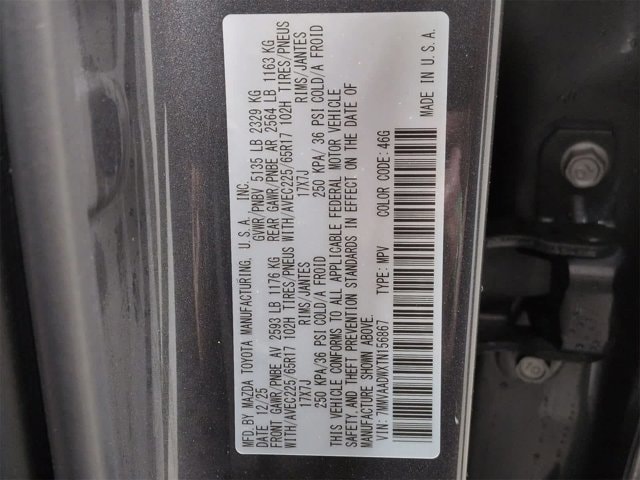 MFD.BY MAZDA TOYOTA MANUFACTURING, U.S.A., INC.
DATE 12/25 GVWR/PNBV 5135 LB 2329 KG
FRONT GAWR/PNBE AV 2593 LB 1176 KG REAR GAWR/PNBE AR 2564 LB 1163 KG
WITH/AVEC225/65R17 102H TIRES/PNEUS WITH/AVEC225/65R17 102H TIRES/PNEUS
17X7J RIMS/JANTES 17X7J RIMS/JANTES
250 KPA/36 PSI COLD/A FROID 250 KPA/ 36 PSI COLD/A FROID
THIS VEHICLE CONFORMS TO ALL APPLICABLE FEDERAL MOTOR VEHICLE
SAFETY, AND THEFT PREVENTION STANDARDS IN EFFECT ON THE DATE OF
MANUFACTURE SHOWN ABOVE.
VIN: 7MMVAADWXTN156867 TYPE: MPV COLOR CODE: 46G
MADE IN U.S.A.